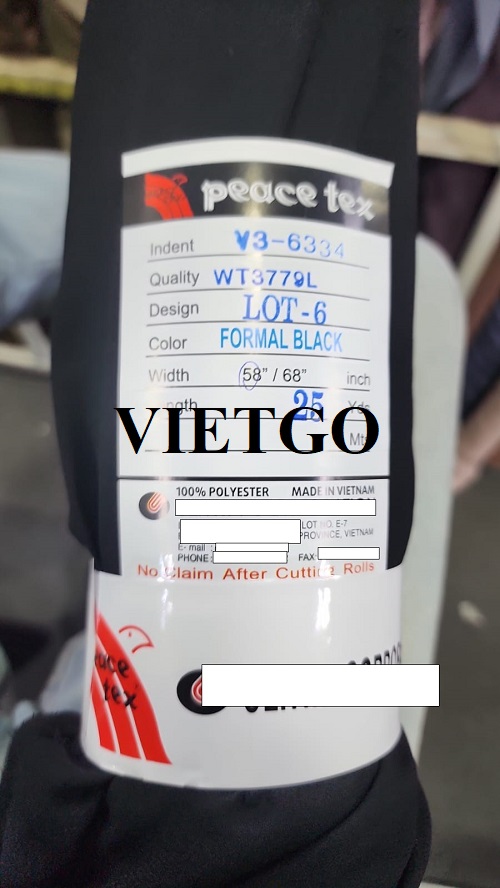 peace tex
Indent V3-6334
Quality WT3779L
Design LOT-6
Color FORMAL BLACK
Width 58" / 68" inch
25 Yds
VIETGO
100% POLYESTER MADE IN VIETNAM
LOT NO. E-7
PROVINCE, VIETNAM
E- mail :
PHONE: FAX:
No Claim After Cutting Rolls
peace
tex